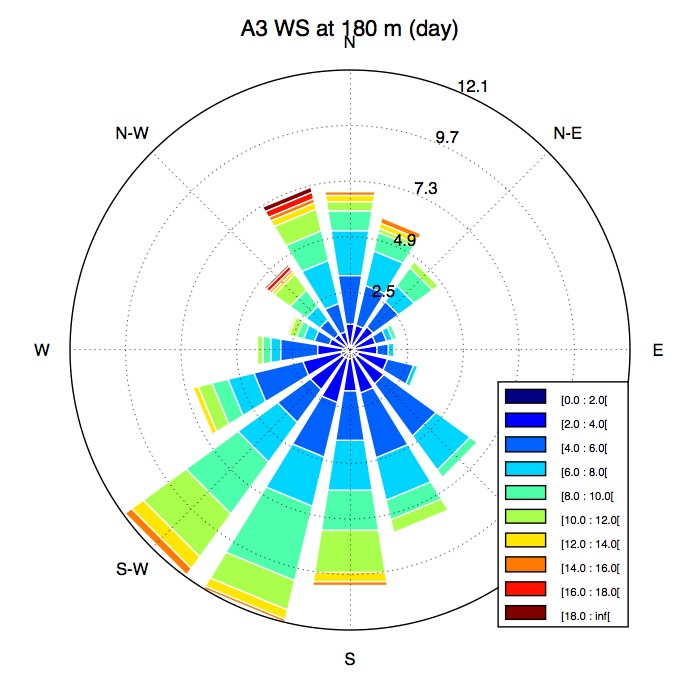 A3 WS at 180 m (day)
N
12.1
N-W
N-E
9.7
7.3
4.9
2.5
W
E
[0.0 : 2.0[
[2.0 : 4.0[
[4.0 : 6.0[
[6.0 : 8.0[
[8.0 : 10.0[
[10.0 : 12.0[
[12.0 : 14.0[
[14.0 : 16.0[
[16.0 : 18.0[
[18.0 : inf[
S-W
S